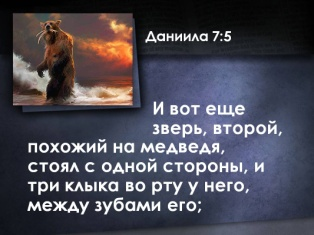 Даниила 7:5
И вот еще
зверь, второй,
похожий на медведя,
стоял с одной стороны, и
три клыка во рту у него,
между зубами его;